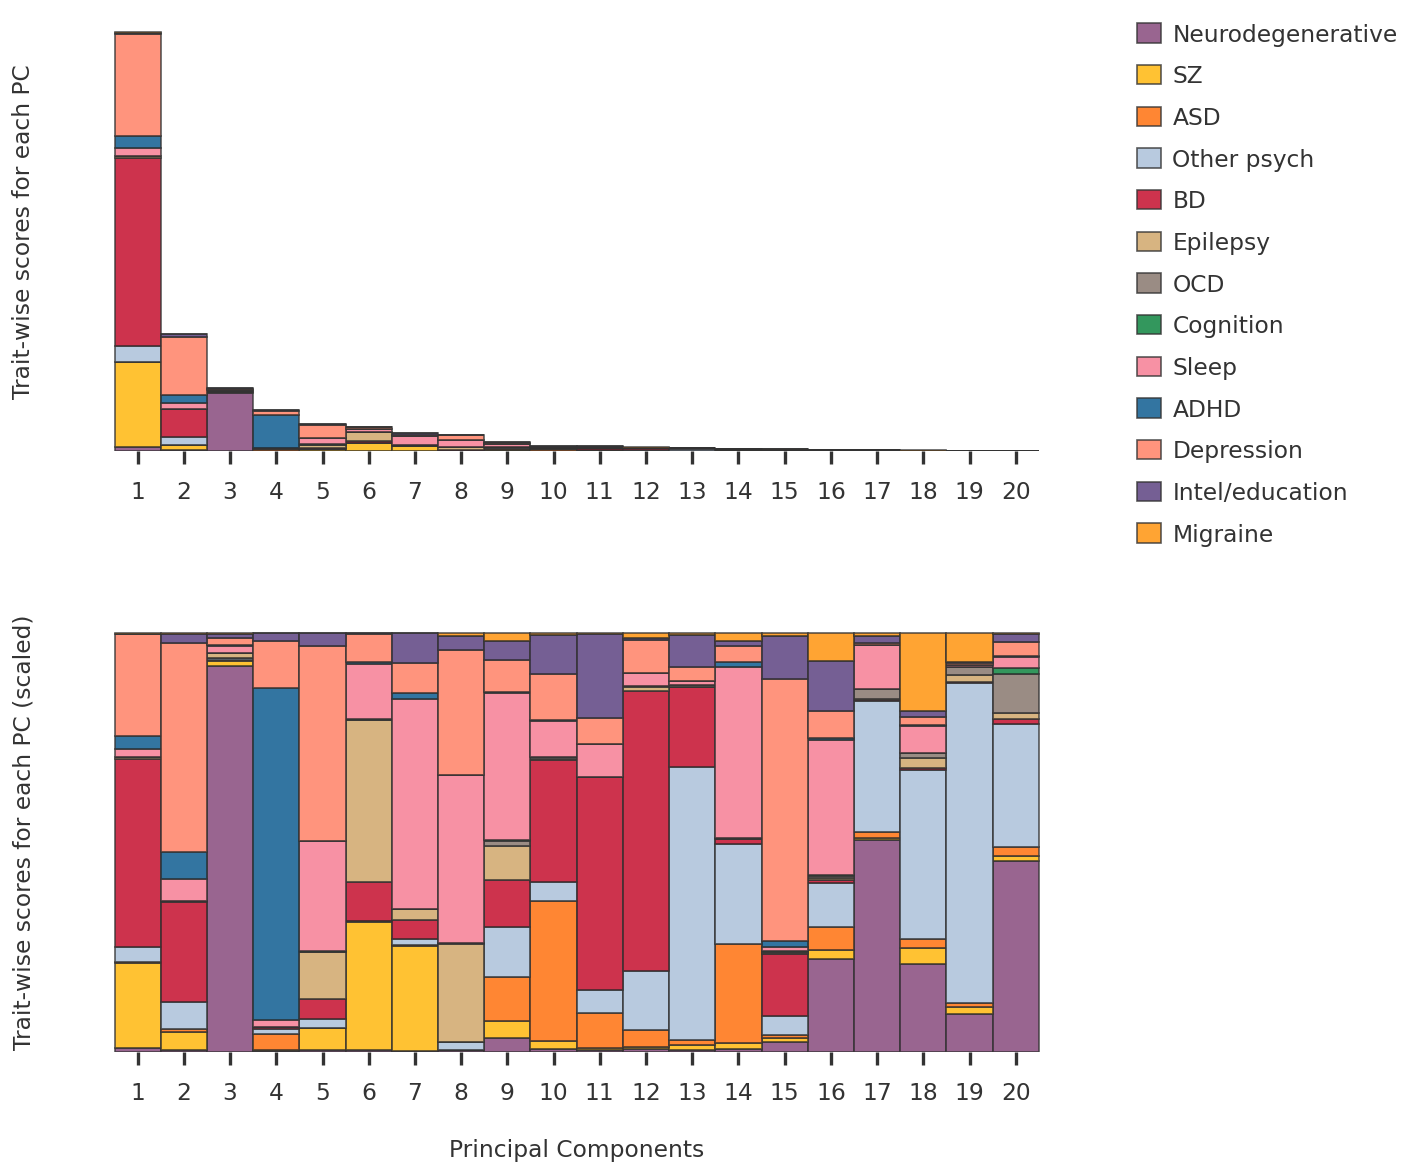 Trait-wise scores for each PC
1 2 3 4 5 6 7 8 9 10 11 12 13 14 15 16 17 18 19 20
Neurodegenerative
SZ
ASD
Other psych
BD
Epilepsy
OCD
Cognition
Sleep
ADHD
Depression
Intel/education
Migraine
Trait-wise scores for each PC (scaled)
1 2 3 4 5 6 7 8 9 10 11 12 13 14 15 16 17 18 19 20
Principal Components